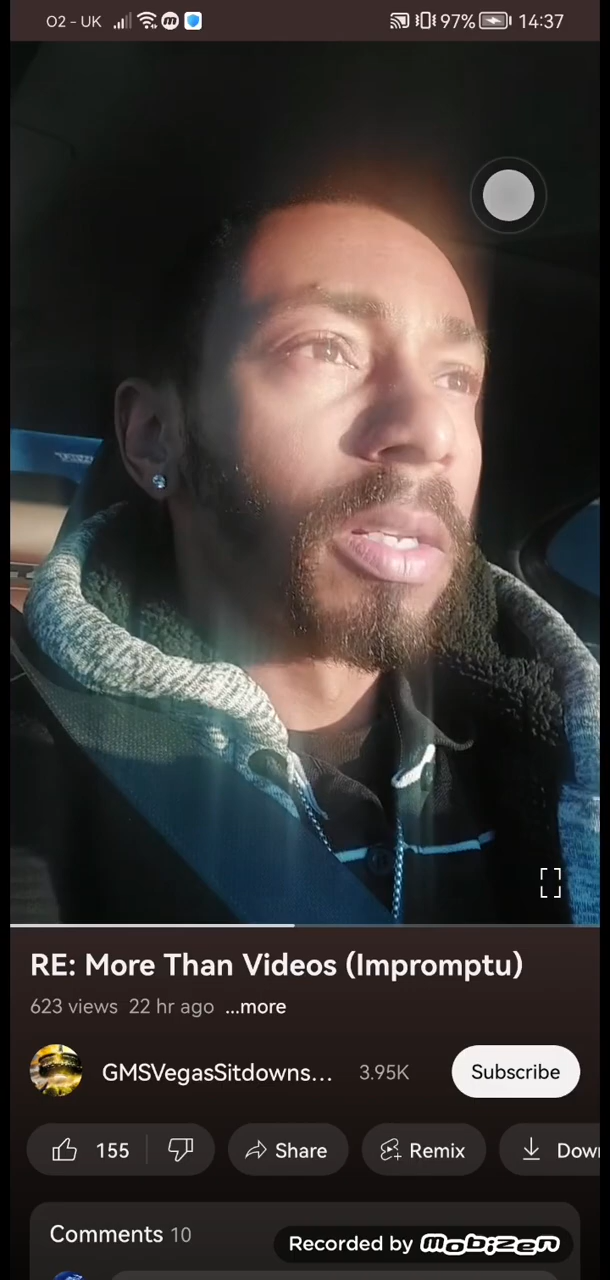 O2 - UK 97% 14:37
RE: More Than Videos (Impromptu)
623 views 22 hr ago ...more
GMSVegasSitdowns... 3.95K Subscribe
155 Share Remix Dow
Comments 10
Recorded by mobizen